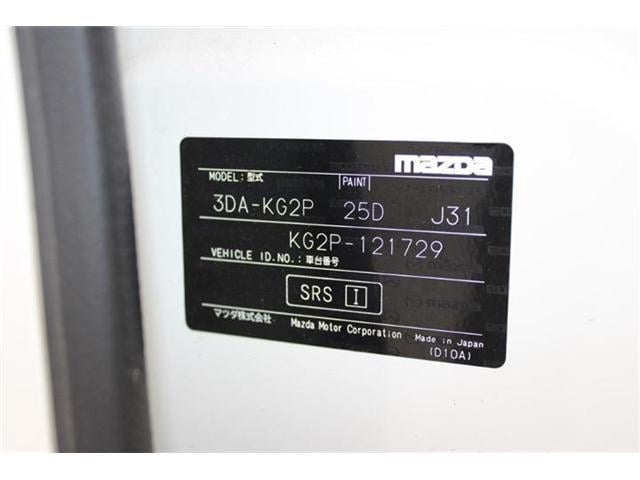 mazda
MODEL:型式 PAINT
3DA-KG2P 25D J31
KG2P-121729
VEHICLE ID.NO.:車台番号
SRS I
マツダ株式会社 Mazda Motor Corporation Made in Japan
(D10A)